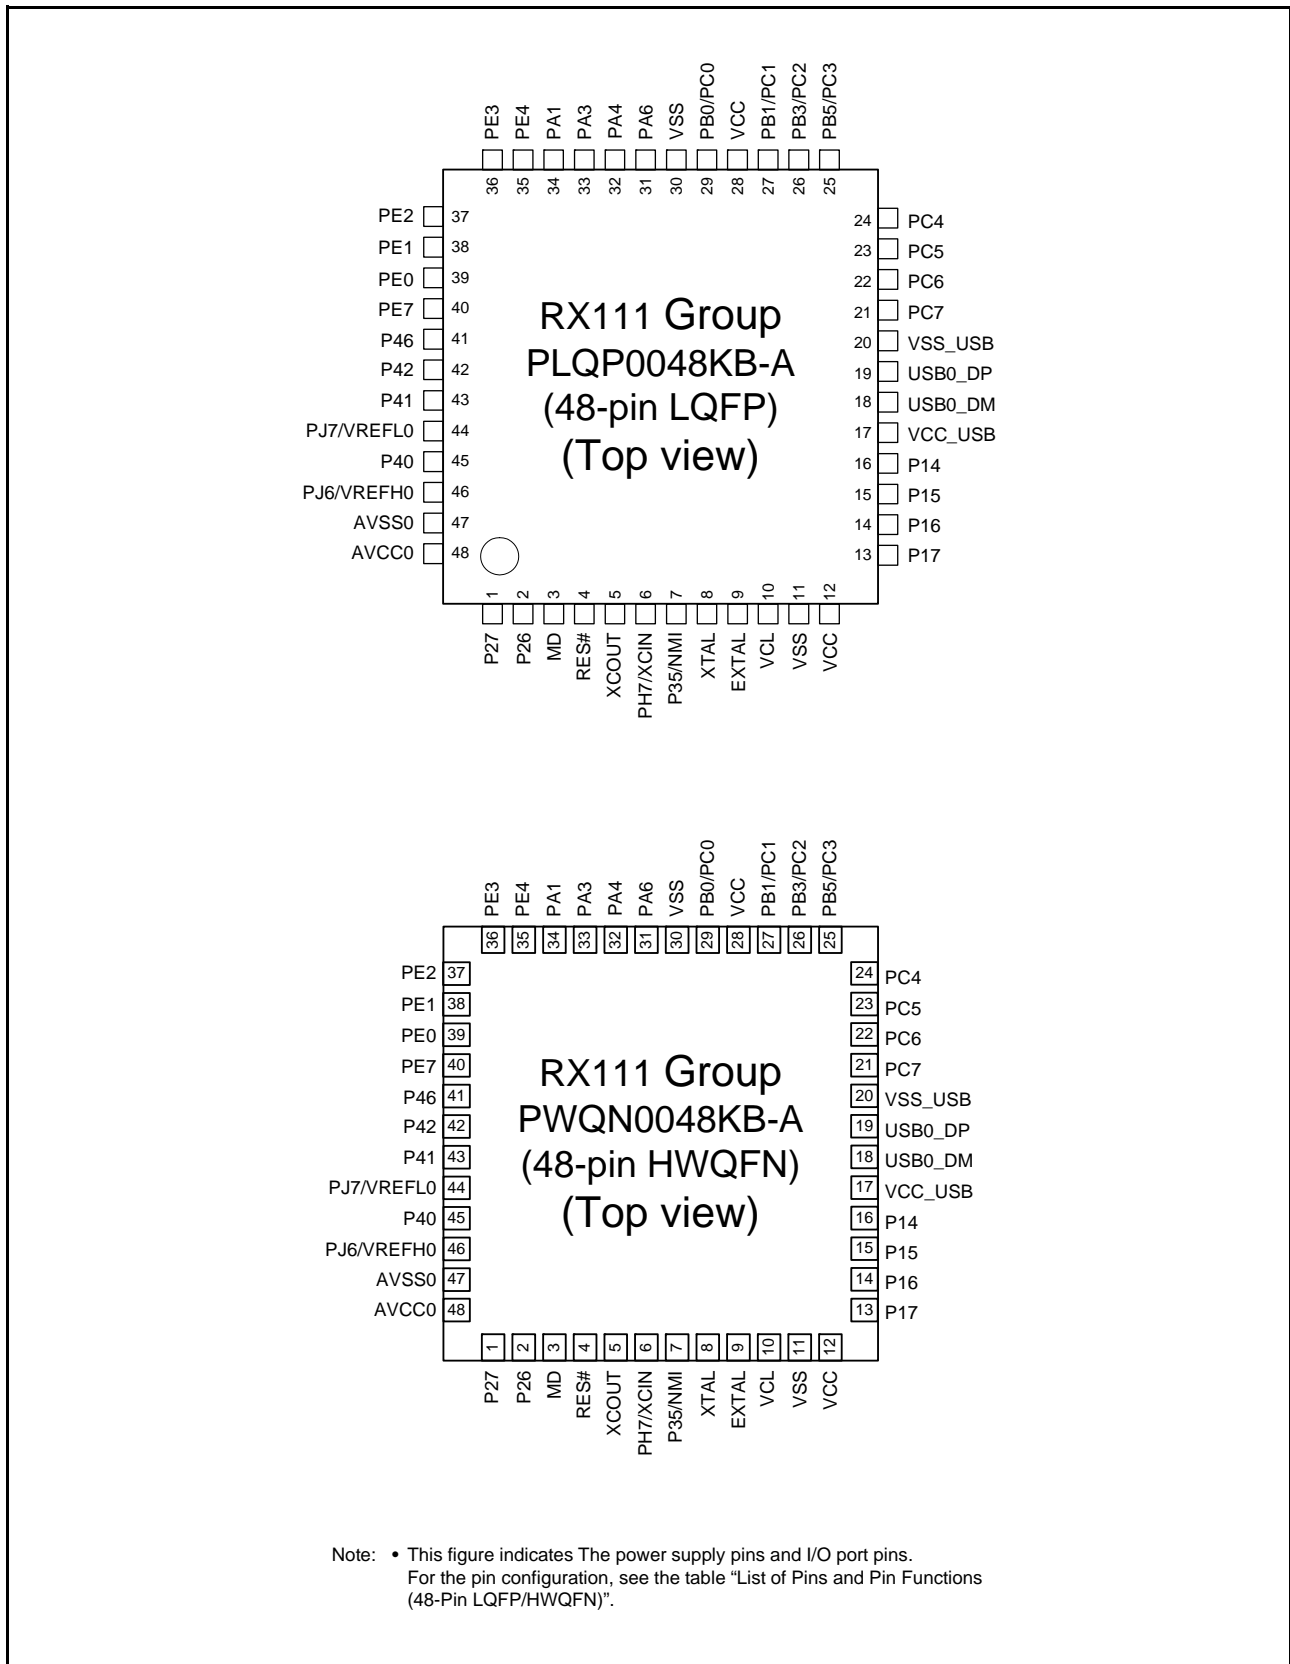 PE3
PE4
PA1
PA3
PA4
PA6
VSS
PB0/PC0
VCC
PB1/PC1
PB3/PC2
PB5/PC3
36
35
34
33
32
31
30
29
28
27
26
25
PE2 37
PE1 38
PE0 39
PE7 40
P46 41
P42 42
P41 43
PJ7/VREFL0 44
P40 45
PJ6/VREFH0 46
AVSS0 47
AVCC0 48
RX111 Group
PLQP0048KB-A
(48-pin LQFP)
(Top view)
24 PC4
23 PC5
22 PC6
21 PC7
20 VSS_USB
19 USB0_DP
18 USB0_DM
17 VCC_USB
16 P14
15 P15
14 P16
13 P17
1
2
3
4
5
6
7
8
9
10
11
12
P27
P26
MD
RES#
XCOUT
PH7/XCIN
P35/NMI
XTAL
EXTAL
VCL
VSS
VCC
PE3
PE4
PA1
PA3
PA4
PA6
VSS
PB0/PC0
VCC
PB1/PC1
PB3/PC2
PB5/PC3
36
35
34
33
32
31
30
29
28
27
26
25
PE2 37
PE1 38
PE0 39
PE7 40
P46 41
P42 42
P41 43
PJ7/VREFL0 44
P40 45
PJ6/VREFH0 46
AVSS0 47
AVCC0 48
RX111 Group
PWQN0048KB-A
(48-pin HWQFN)
(Top view)
24 PC4
23 PC5
22 PC6
21 PC7
20 VSS_USB
19 USB0_DP
18 USB0_DM
17 VCC_USB
16 P14
15 P15
14 P16
13 P17
1
2
3
4
5
6
7
8
9
10
11
12
P27
P26
MD
RES#
XCOUT
PH7/XCIN
P35/NMI
XTAL
EXTAL
VCL
VSS
VCC
Note: • This figure indicates The power supply pins and I/O port pins.
For the pin configuration, see the table “List of Pins and Pin Functions
(48-Pin LQFP/HWQFN)”.